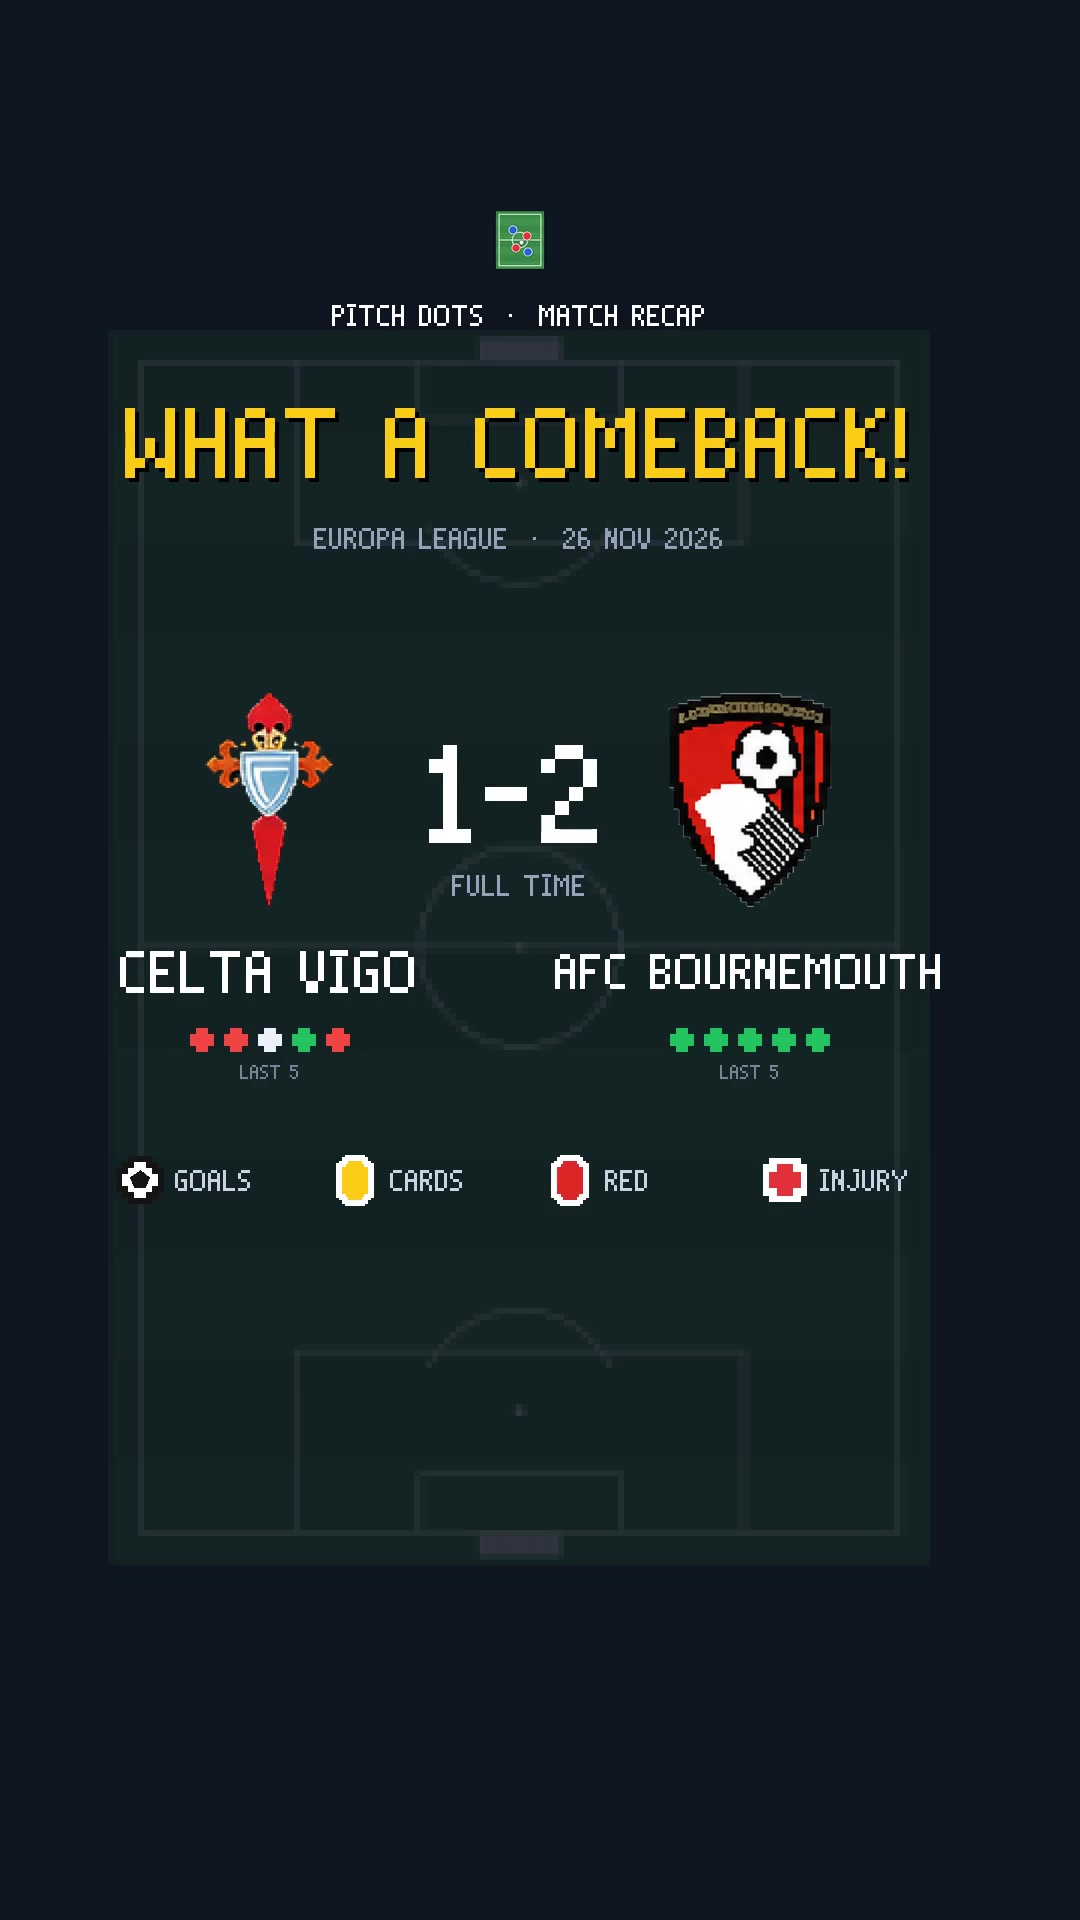 PITCH DOTS · MATCH RECAP
WHAT A COMEBACK!
EUROPA LEAGUE · 26 NOV 2026
1-2
FULL TIME
CELTA VIGO
AFC BOURNEMOUTH
LAST 5
LAST 5
GOALS
CARDS
RED
INJURY